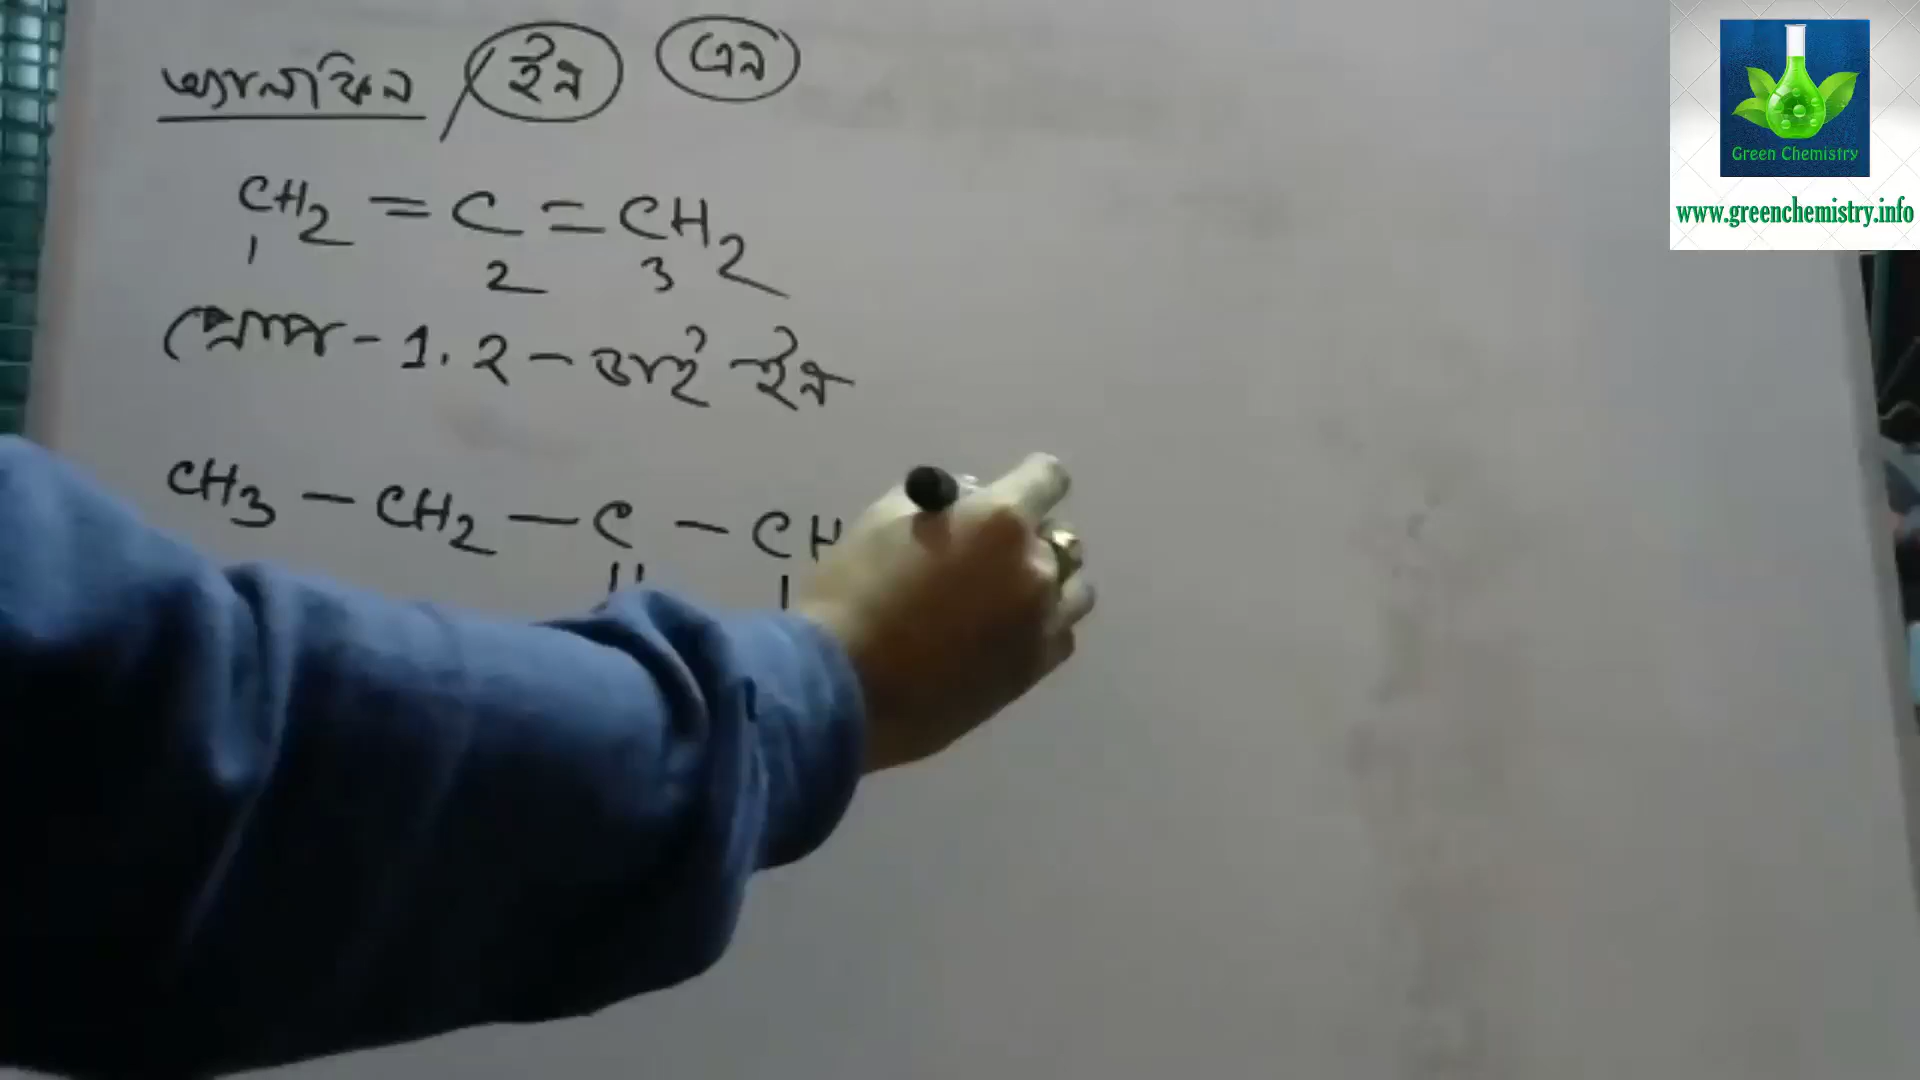 অ্যালকিন / ইন এন
CH2 = C = CH2
1 2 3
প্রোপ - 1.2 - ডাই ইন
CH3 - CH2 - C - CH
Green Chemistry
www.greenchemistry.info